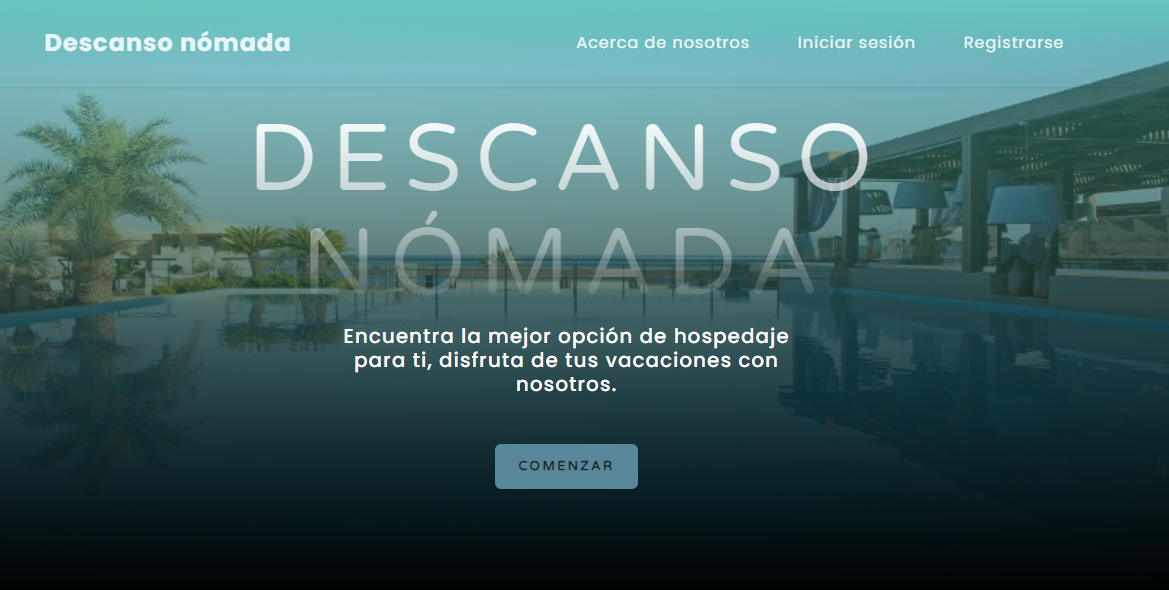 Descanso nómada
Acerca de nosotros
Iniciar sesión
Registrarse
DESCANSO
NÓMADA
Encuentra la mejor opción de hospedaje
para ti, disfruta de tus vacaciones con
nosotros.
COMENZAR